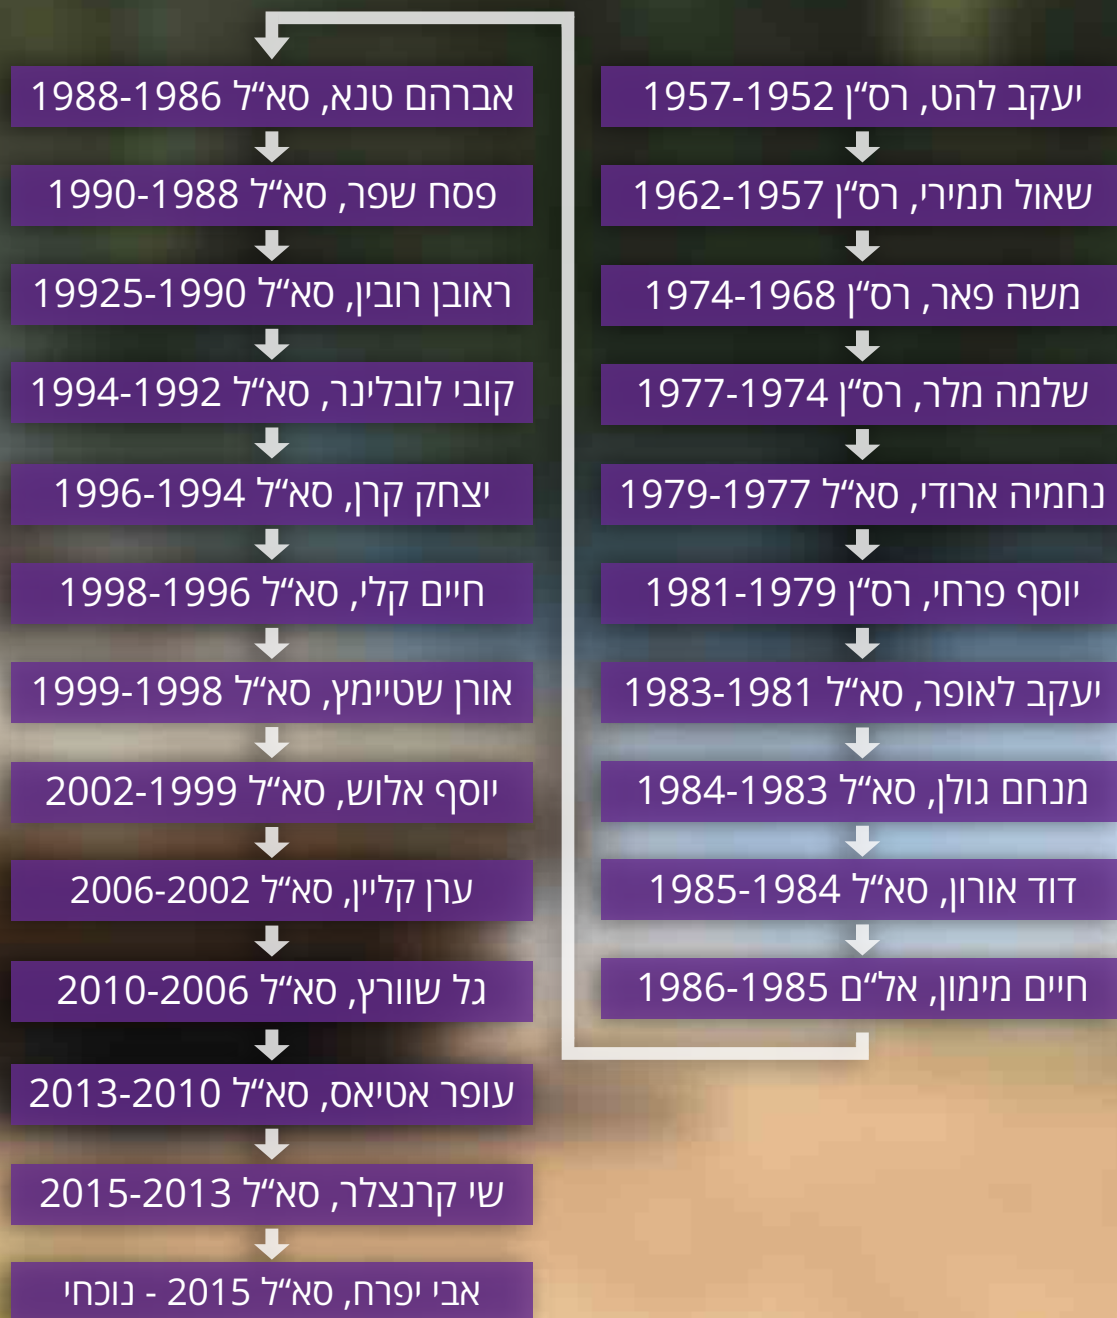 יעקב להט, רס“ן 1957-1952
שאול תמירי, רס“ן 1962-1957
משה פאר, רס“ן 1974-1968
שלמה מלר, רס“ן 1977-1974
נחמיה ארודי, סא“ל 1979-1977
יוסף פרחי, רס“ן 1981-1979
יעקב לאופר, סא“ל 1983-1981
מנחם גולן, סא“ל 1984-1983
דוד אורון, סא“ל 1985-1984
חיים מימון, אל“ם 1986-1985
אברהם טנא, סא“ל 1988-1986
פסח שפר, סא“ל 1990-1988
ראובן רובין, סא“ל 19925-1990
קובי לובלינר, סא“ל 1994-1992
יצחק קרן, סא“ל 1996-1994
חיים קלי, סא“ל 1998-1996
אורן שטיימץ, סא“ל 1999-1998
יוסף אלוש, סא“ל 2002-1999
ערן קליין, סא“ל 2006-2002
גל שוורץ, סא“ל 2010-2006
עופר אטיאס, סא“ל 2013-2010
שי קרנצלר, סא“ל 2015-2013
אבי יפרח, סא“ל 2015 - נוכחי